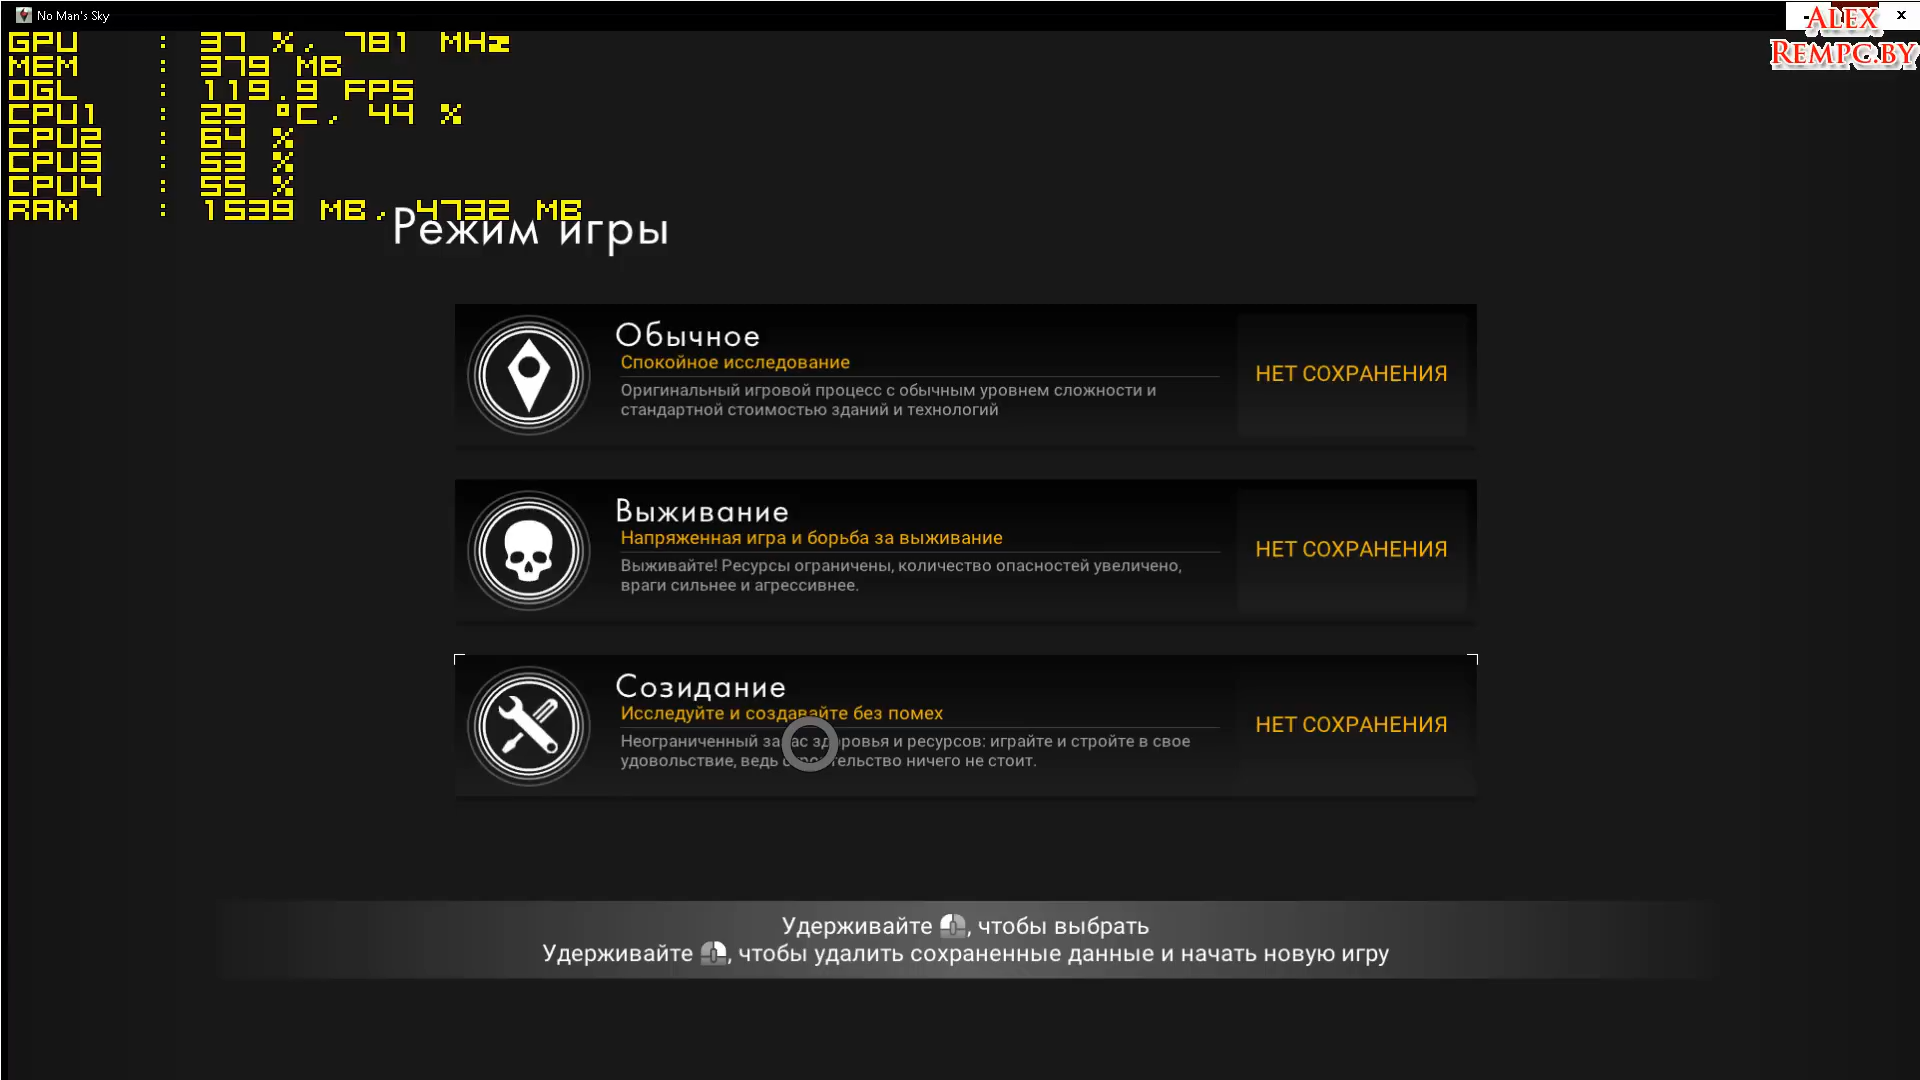 No Man's Sky
ALEX
REMPC.BY
GPU : 37 %, 781 MHz
MEM : 379 MB
OGL : 119.9 FPS
CPU1 : 29 °C, 44 %
CPU2 : 64 %
CPU3 : 53 %
CPU4 : 55 %
RAM : 1539 MB, 4732 MB
Режим игры
Обычное
Спокойное исследование
Оригинальный игровой процесс с обычным уровнем сложности и
стандартной стоимостью зданий и технологий
НЕТ СОХРАНЕНИЯ
Выживание
Напряженная игра и борьба за выживание
Выживайте! Ресурсы ограничены, количество опасностей увеличено,
враги сильнее и агрессивнее.
НЕТ СОХРАНЕНИЯ
Созидание
Исследуйте и создавайте без помех
Неограниченный запас здоровья и ресурсов: играйте и стройте в свое
удовольствие, ведь строительство ничего не стоит.
НЕТ СОХРАНЕНИЯ
Удерживайте , чтобы выбрать
Удерживайте , чтобы удалить сохраненные данные и начать новую игру